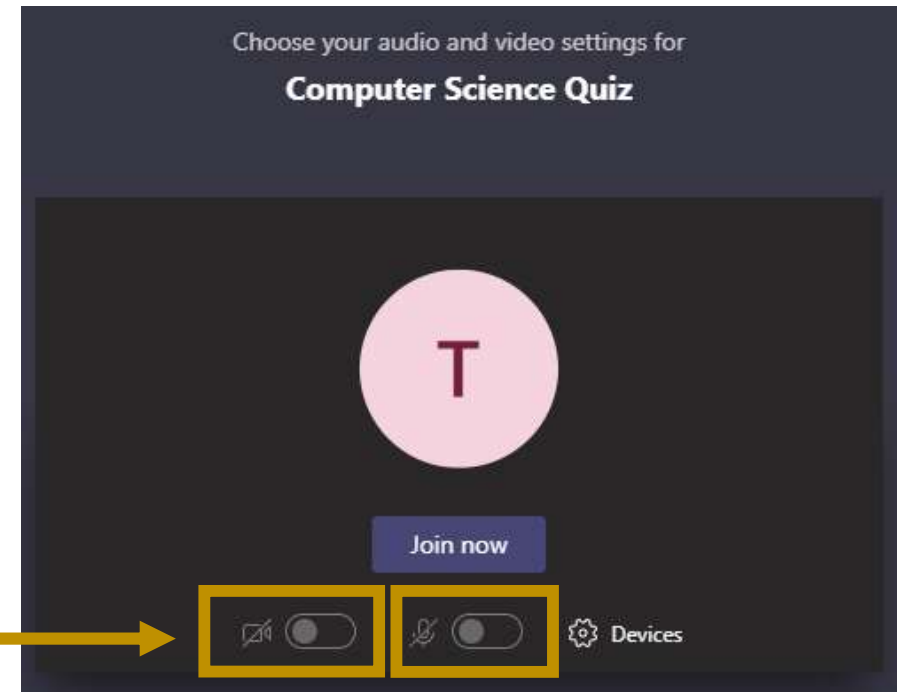 Choose your audio and video settings for
Computer Science Quiz
T
Join now
Devices